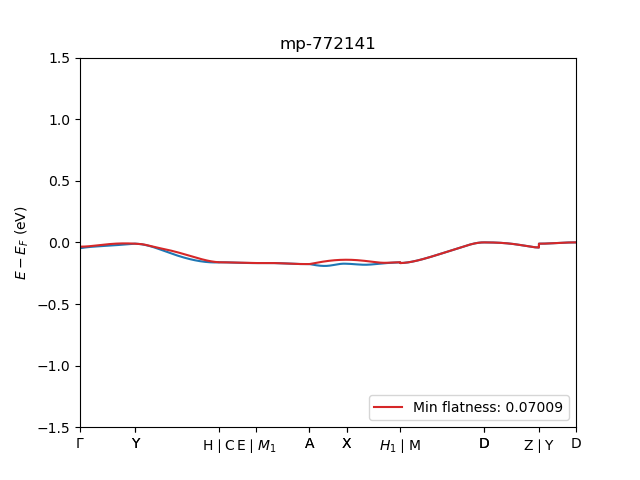 mp-772141
E − E_F (eV)
1.5
1.0
0.5
0.0
−0.5
−1.0
−1.5
Min flatness: 0.07009
Γ Y H | C E | M_1 A X H_1 | M D Z | Y D